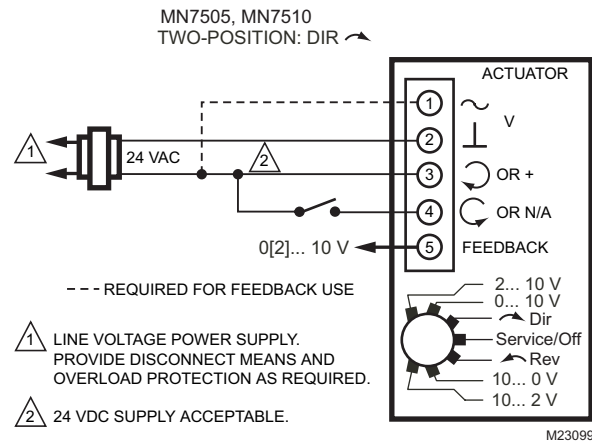 MN7505, MN7510
TWO-POSITION: DIR
ACTUATOR
1
V
2
1
24 VAC
2
3
OR +
4
OR N/A
0[2]... 10 V
5
FEEDBACK
--- REQUIRED FOR FEEDBACK USE
2... 10 V
0... 10 V
Dir
Service/Off
Rev
10... 0 V
10... 2 V
1 LINE VOLTAGE POWER SUPPLY.
PROVIDE DISCONNECT MEANS AND
OVERLOAD PROTECTION AS REQUIRED.
2 24 VDC SUPPLY ACCEPTABLE.
M23099